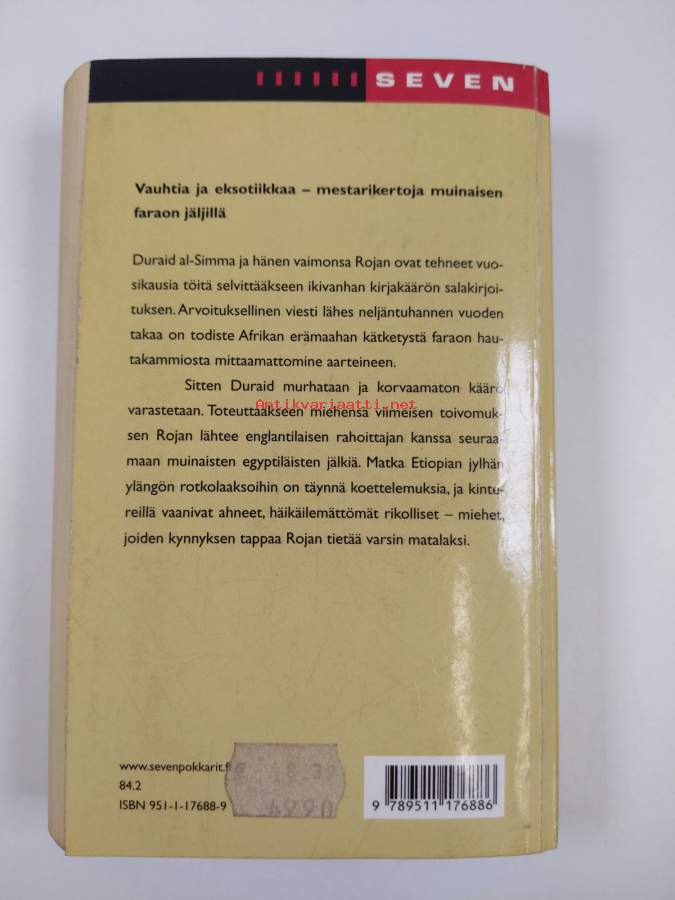 SEVEN
Vauhtia ja eksotiikkaa – mestarikertoja muinaisen
faraon jäljillä
Duraid al-Simma ja hänen vaimonsa Rojan ovat tehneet vuo-
sikausia töitä selvittääkseen ikivanhan kirjakäärön salakirjoi-
tuksen. Arvoituksellinen viesti lähes neljäntuhannen vuoden
takaa on todiste Afrikan erämaahan kätketystä faraon hau-
takammiosta mittaamattomine aarteineen.
Sitten Duraid murhataan ja korvaamaton käärö
Antikvariaatti.net
varastetaan. Toteuttaakseen miehensä viimeisen toivomuk-
sen Rojan lähtee englantilaisen rahoittajan kanssa seuraa-
maan muinaisten egyptiläisten jälkiä. Matka Etiopian jylhän
ylängön rotkolaaksoihin on täynnä koettelemuksia, ja kinte-
reillä vaanivat ahneet, häikäilemättömät rikolliset – miehet,
joiden kynnyksen tappaa Rojan tietää varsin matalaksi.
www.sevenpokkarit.f
84.2
ISBN 951-1-17688-9
9 789511 176886